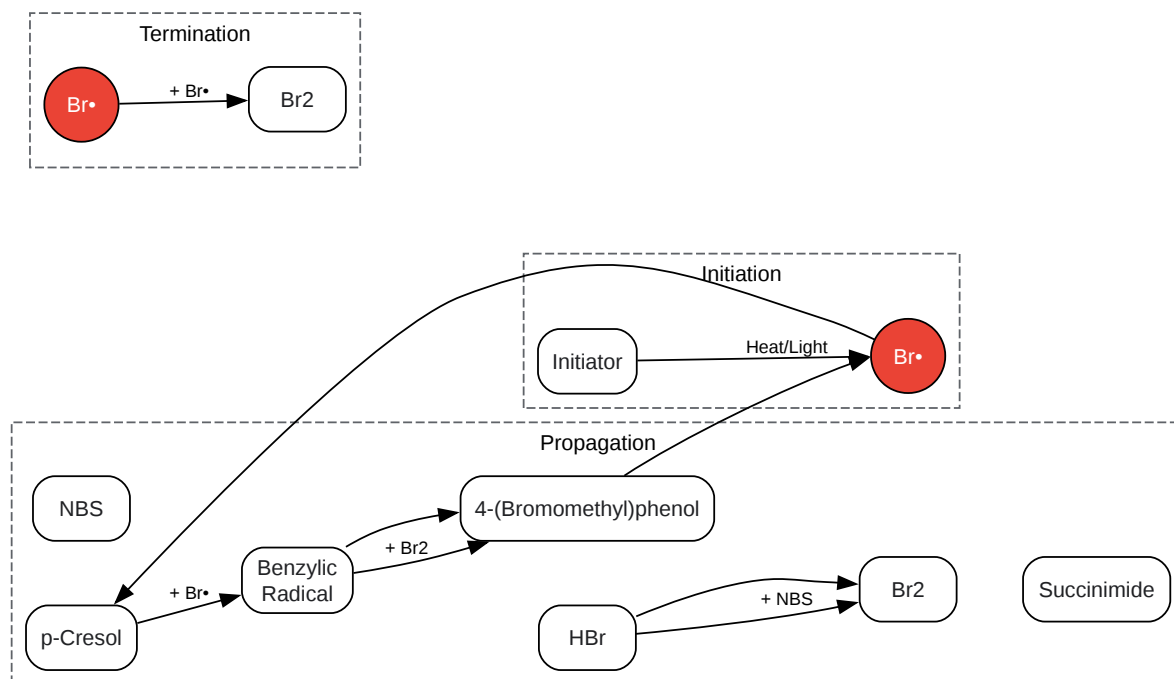 Termination
Br•
+ Br•
Br2
Initiation
Initiator
Heat/Light
Br•
Propagation
NBS
4-(Bromomethyl)phenol
+ Br2
Benzylic
Radical
+ Br•
p-Cresol
HBr
+ NBS
Br2
Succinimide